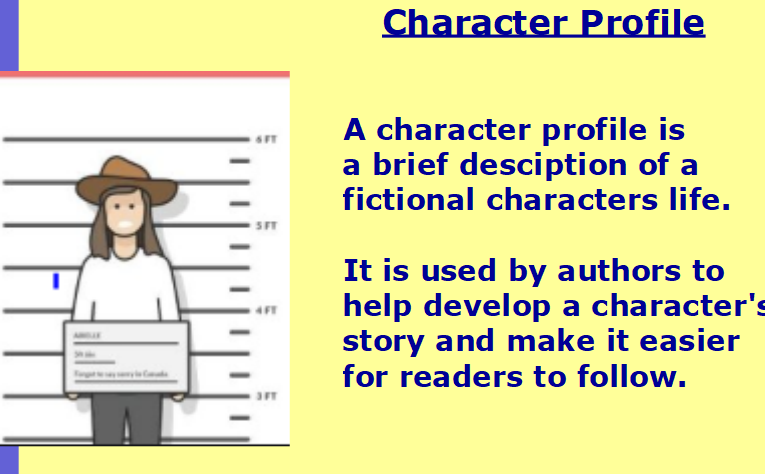 Character Profile
A character profile is
a brief desciption of a
fictional characters life.
It is used by authors to
help develop a character's
story and make it easier
for readers to follow.
6 FT
5 FT
4 FT
3 FT
Forgot to say sorry in Canada